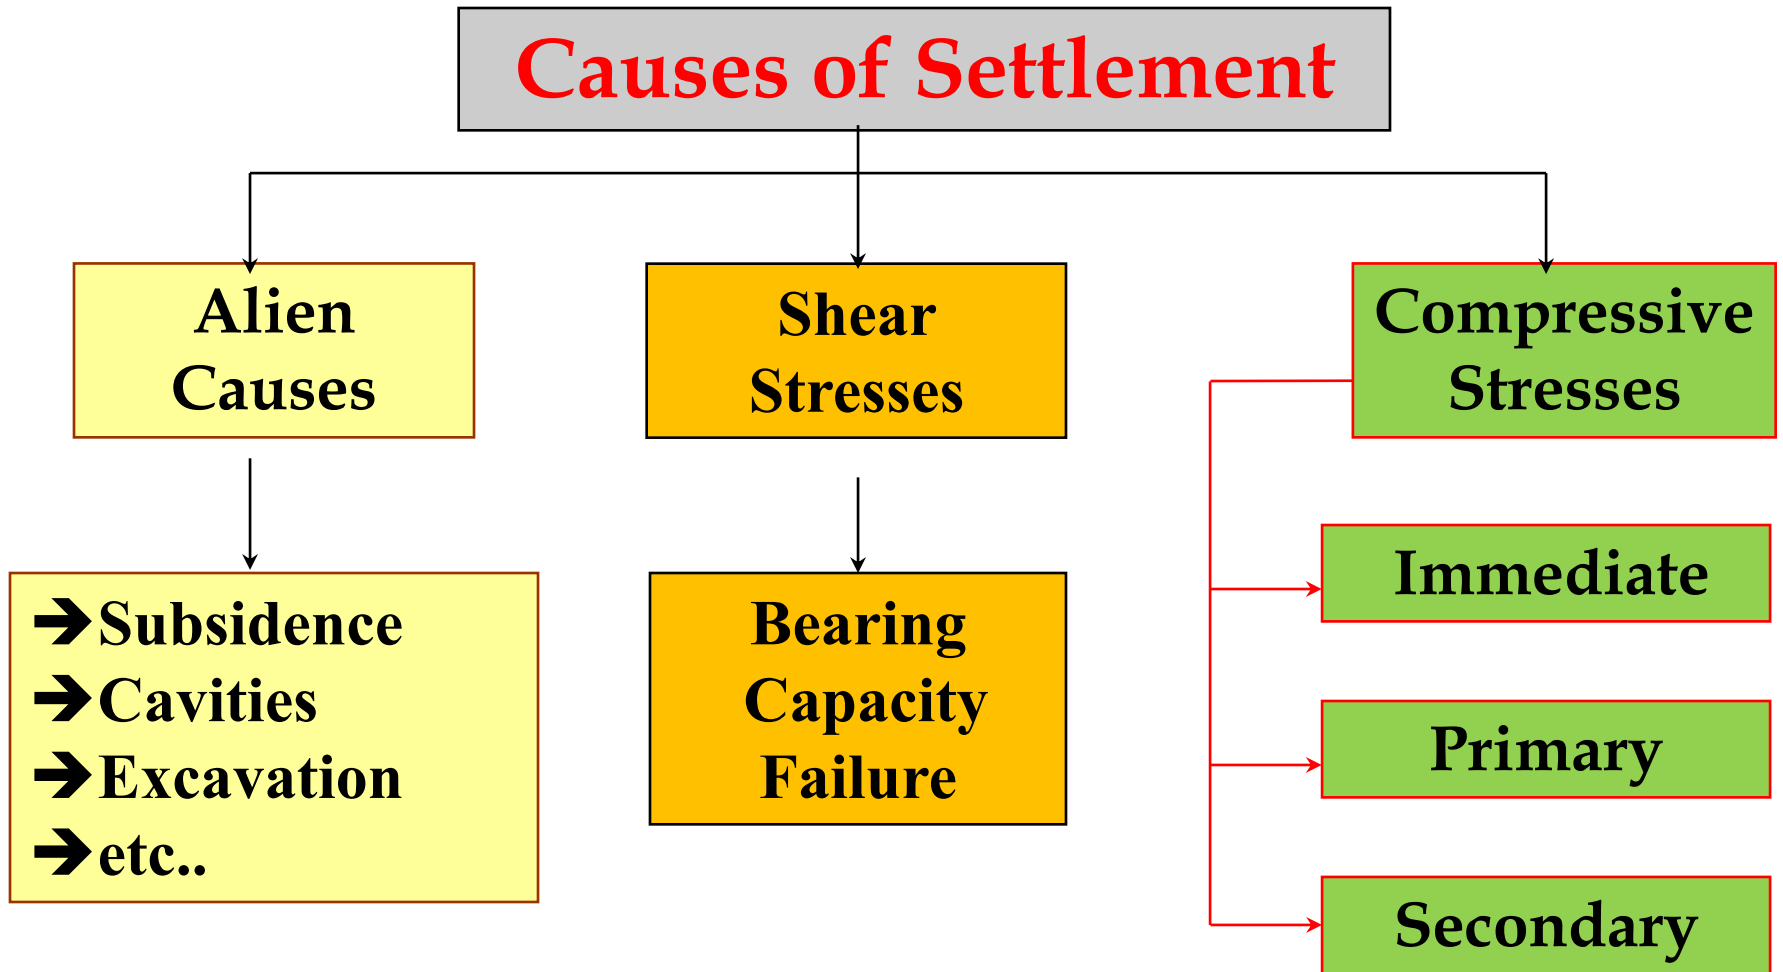 Causes of Settlement
Alien
Causes
Shear
Stresses
Compressive
Stresses
➔Subsidence
➔Cavities
➔Excavation
➔etc..
Bearing
Capacity
Failure
Immediate
Primary
Secondary